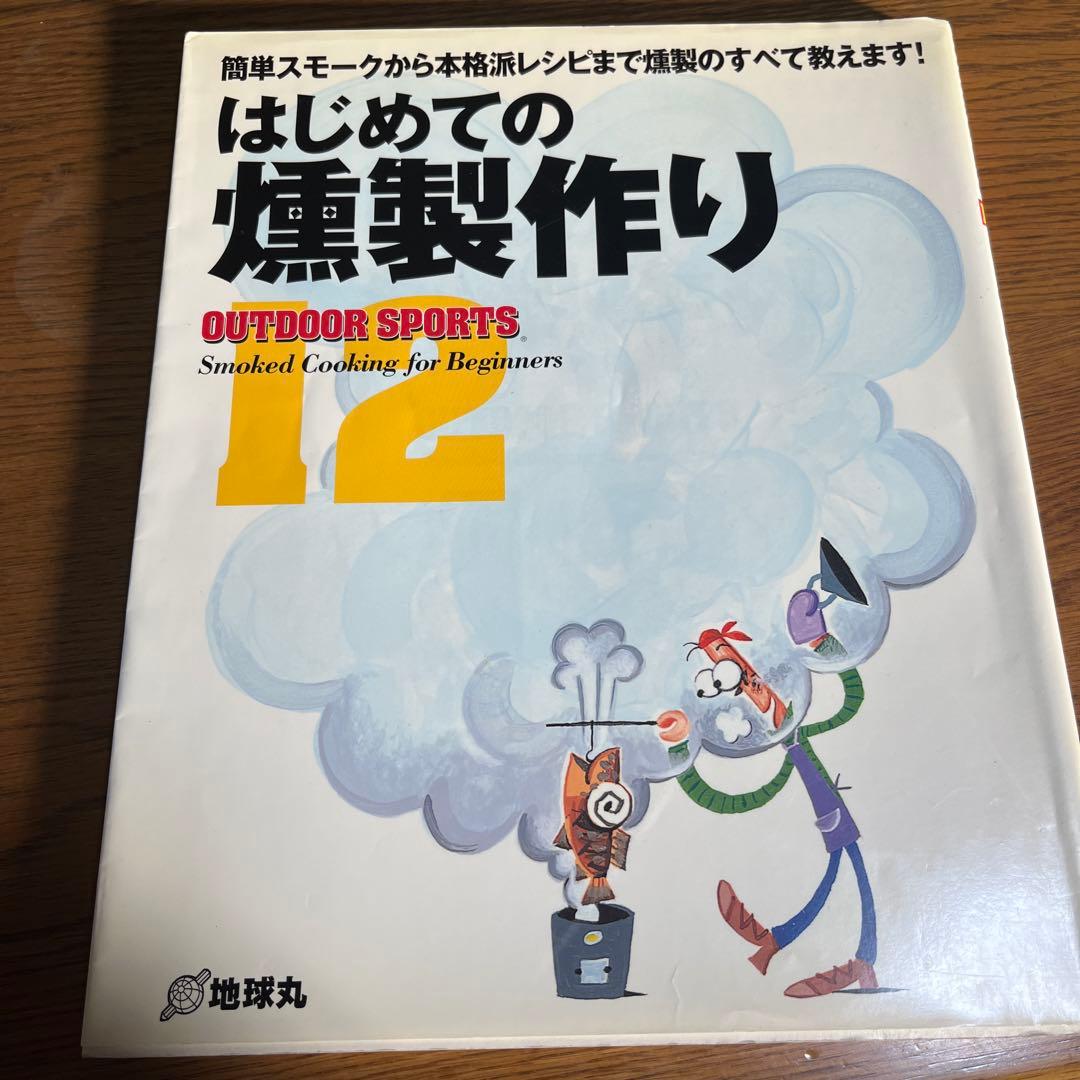 簡単スモークから本格派レシピまで燻製のすべて教えます!
はじめての
燻製作り
12
OUTDOOR SPORTS®
Smoked Cooking for Beginners
地球丸